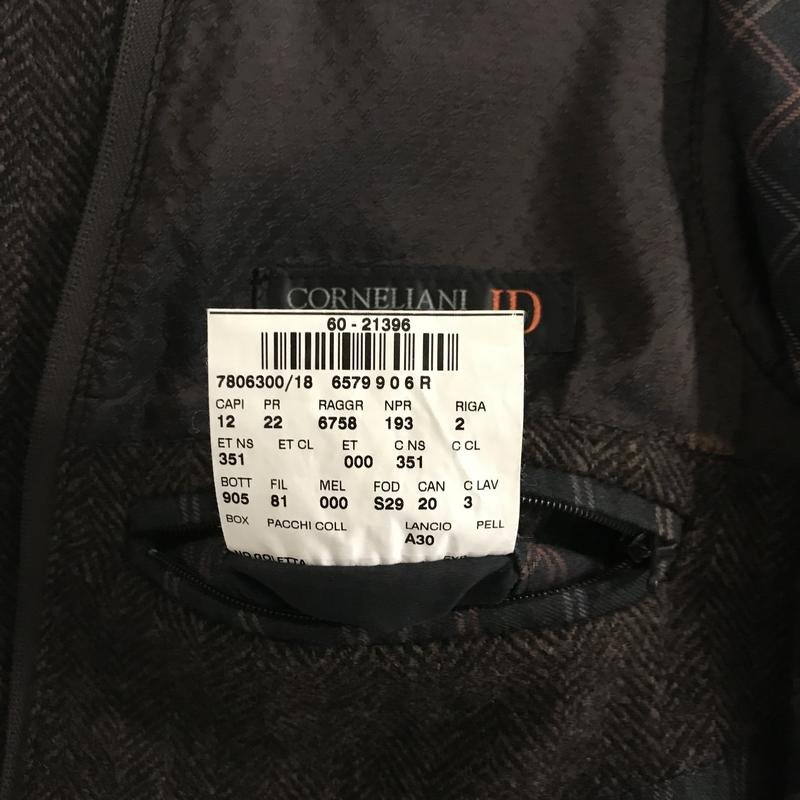 CORNELIANI ID
60 - 21396
7806300/18 6579 9 0 6 R
CAPI PR RAGGR NPR RIGA
12 22 6758 193 2
ET NS ET CL ET C NS C CL
351 000 351
BOTT FIL MEL FOD CAN C LAV
905 81 000 S29 20 3
BOX PACCHI COLL LANCIO PELL
A30